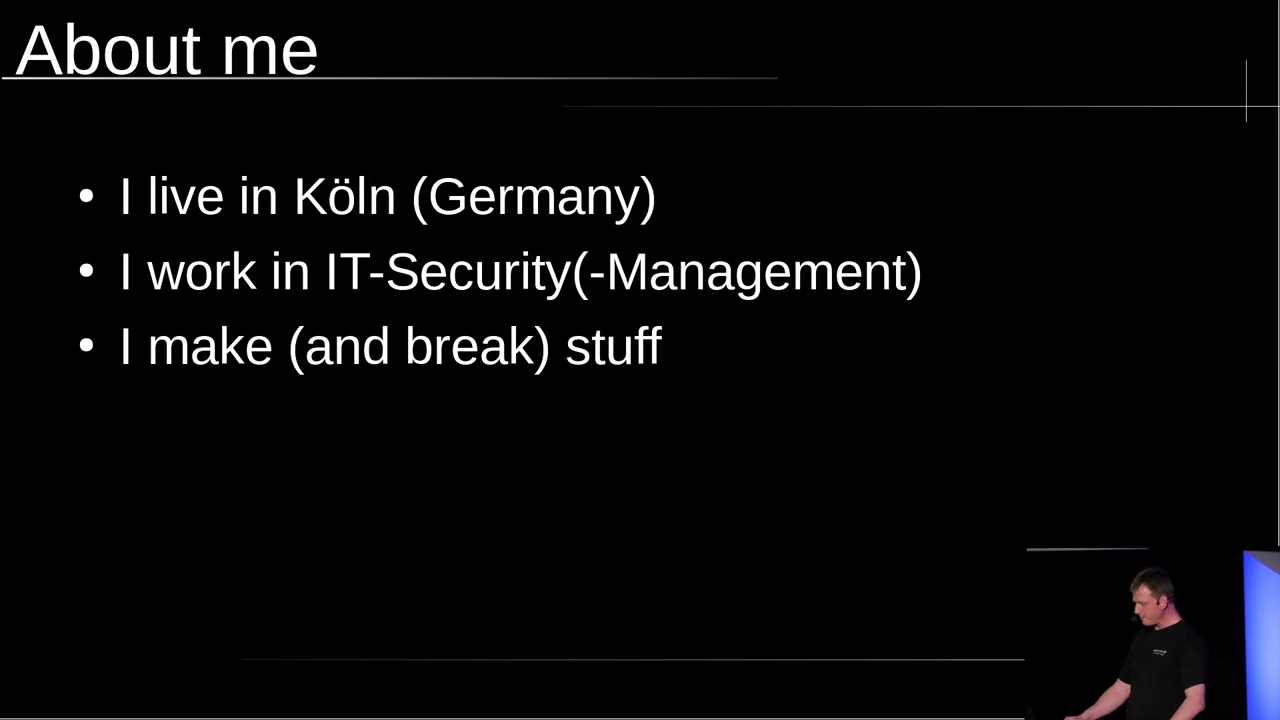 About me
• I live in Köln (Germany)
• I work in IT-Security(-Management)
• I make (and break) stuff